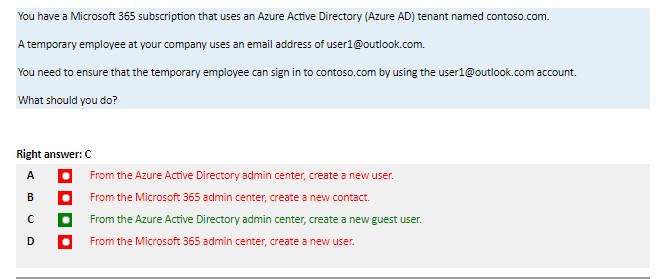 You have a Microsoft 365 subscription that uses an Azure Active Directory (Azure AD) tenant named contoso.com.
A temporary employee at your company uses an email address of user1@outlook.com.
You need to ensure that the temporary employee can sign in to contoso.com by using the user1@outlook.com account.
What should you do?
Right answer: C
A From the Azure Active Directory admin center, create a new user.
B From the Microsoft 365 admin center, create a new contact.
C From the Azure Active Directory admin center, create a new guest user.
D From the Microsoft 365 admin center, create a new user.